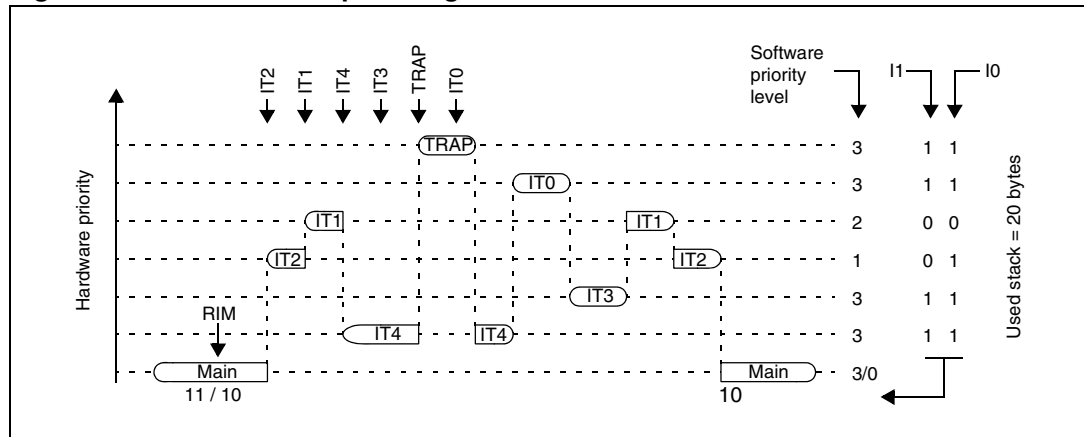 IT2
IT1
IT4
IT3
TRAP
IT0
Software
priority
level
I1
I0
TRAP
3
1 1
IT0
3
1 1
IT1
IT1
2
0 0
IT2
IT2
1
0 1
IT3
3
1 1
RIM
IT4
IT4
3
1 1
Main
Main
3/0
11 / 10
10
Hardware priority
Used stack = 20 bytes